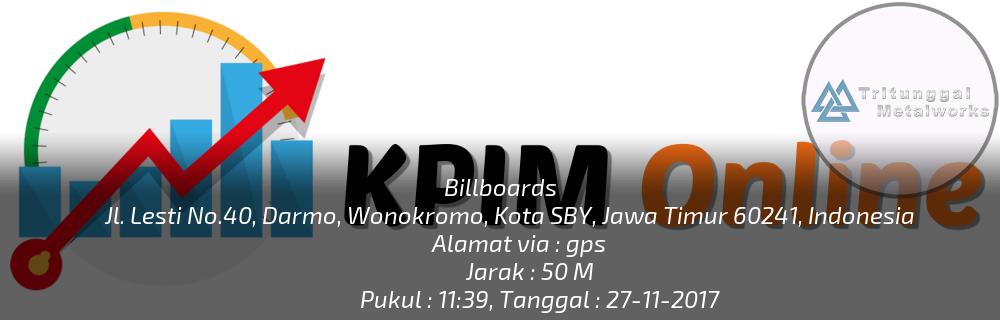 Tritunggal
Metalworks
KPIM Online
Billboards
Jl. Lesti No.40, Darmo, Wonokromo, Kota SBY, Jawa Timur 60241, Indonesia
Alamat via : gps
Jarak : 50 M
Pukul : 11:39, Tanggal : 27-11-2017